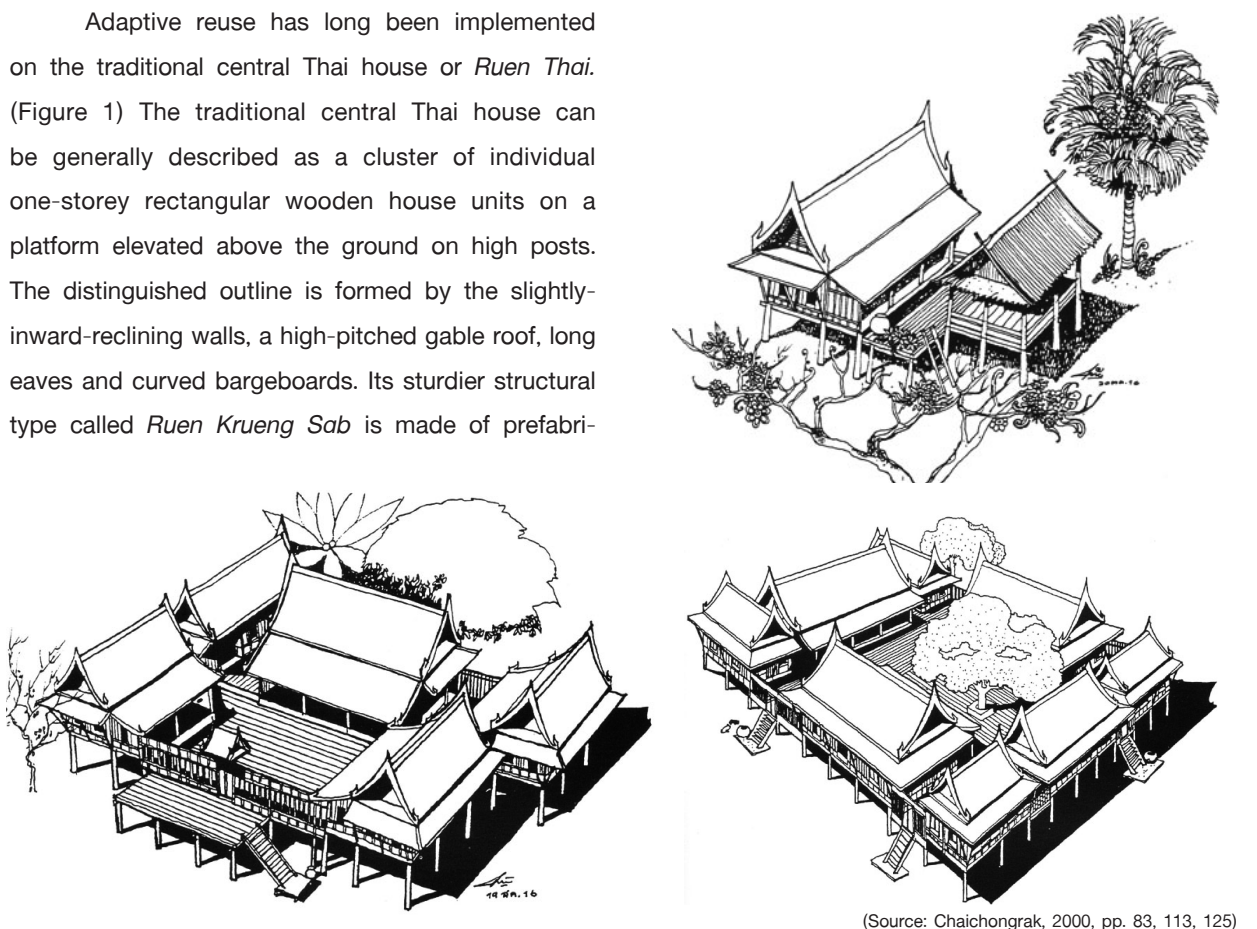 Adaptive reuse has long been implemented
on the traditional central Thai house or Ruen Thai.
(Figure 1) The traditional central Thai house can
be generally described as a cluster of individual
one-storey rectangular wooden house units on a
platform elevated above the ground on high posts.
The distinguished outline is formed by the slightly-
inward-reclining walls, a high-pitched gable roof, long
eaves and curved bargeboards. Its sturdier structural
type called Ruen Krueng Sab is made of prefabri-
(Source: Chaichongrak, 2000, pp. 83, 113, 125)